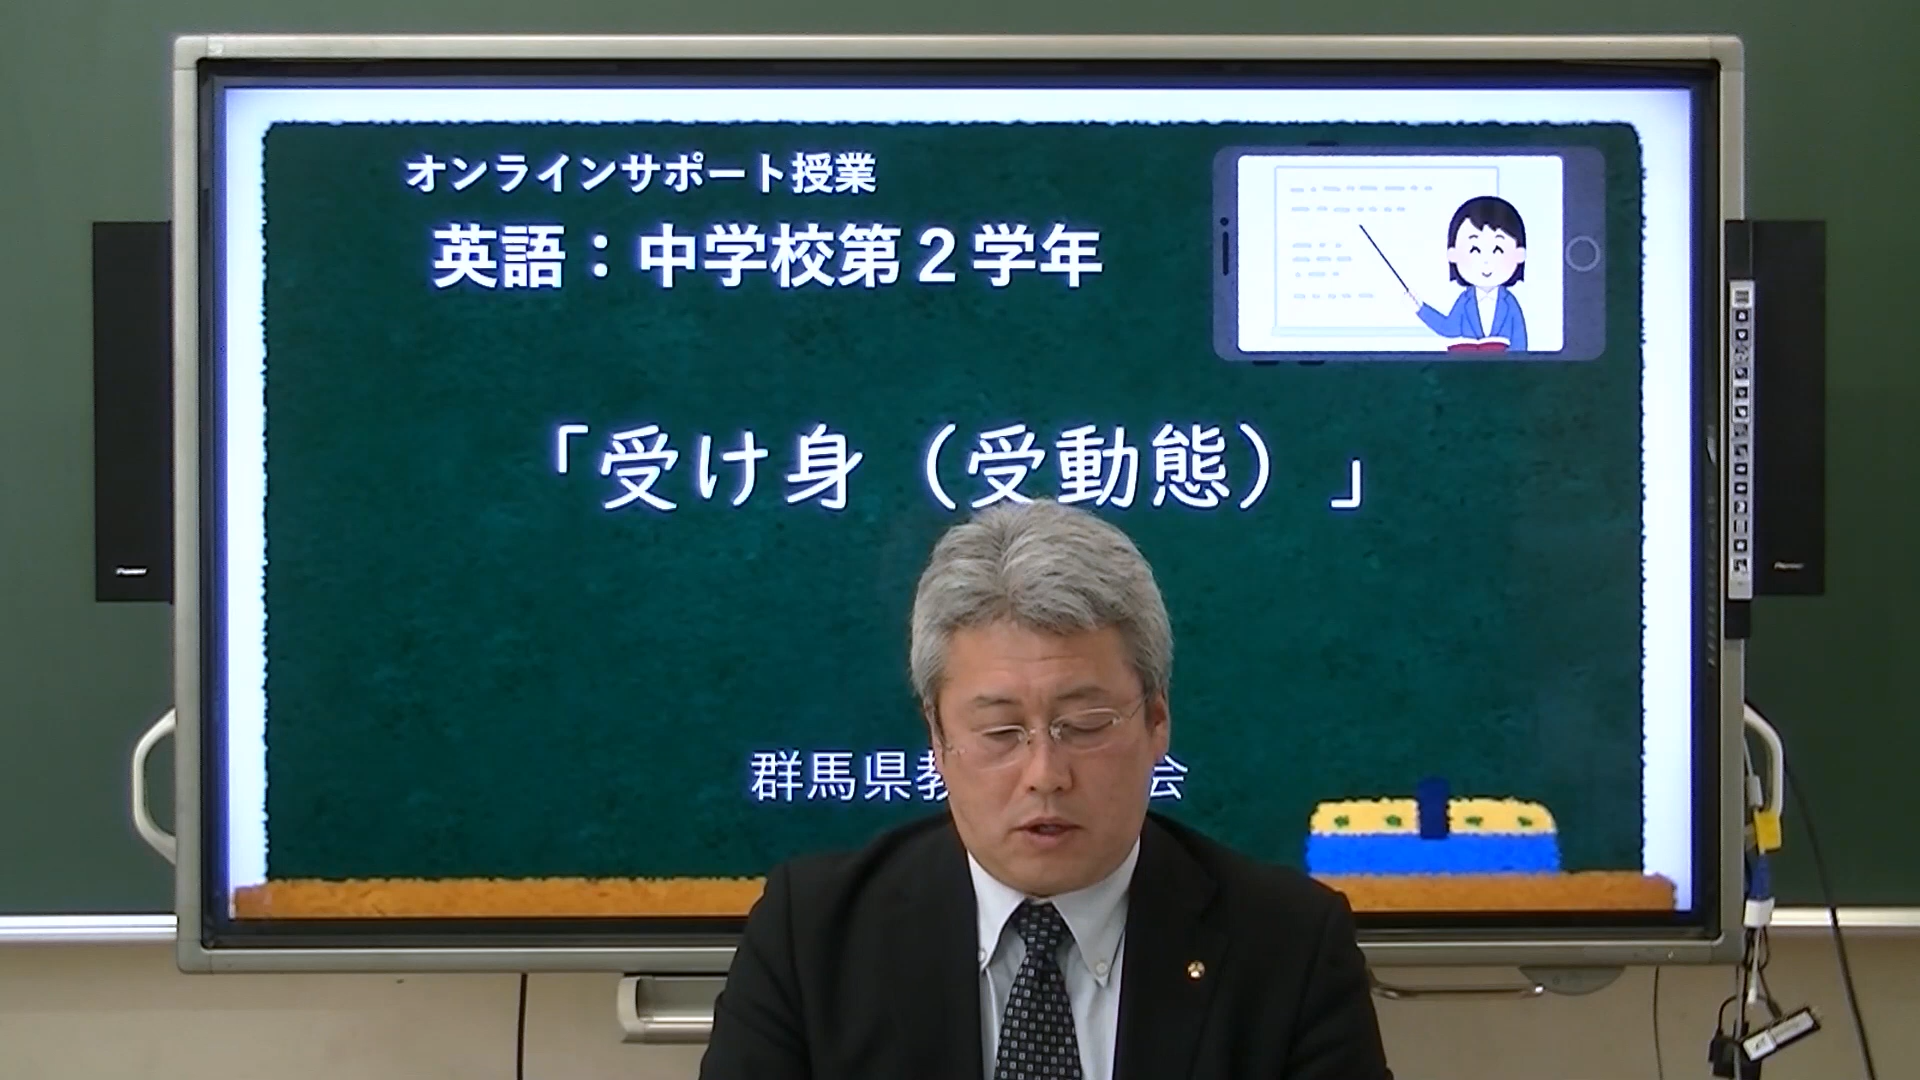 オンラインサポート授業
英語：中学校第２学年
「受け身（受動態）」
群馬県教 会
Pioneer